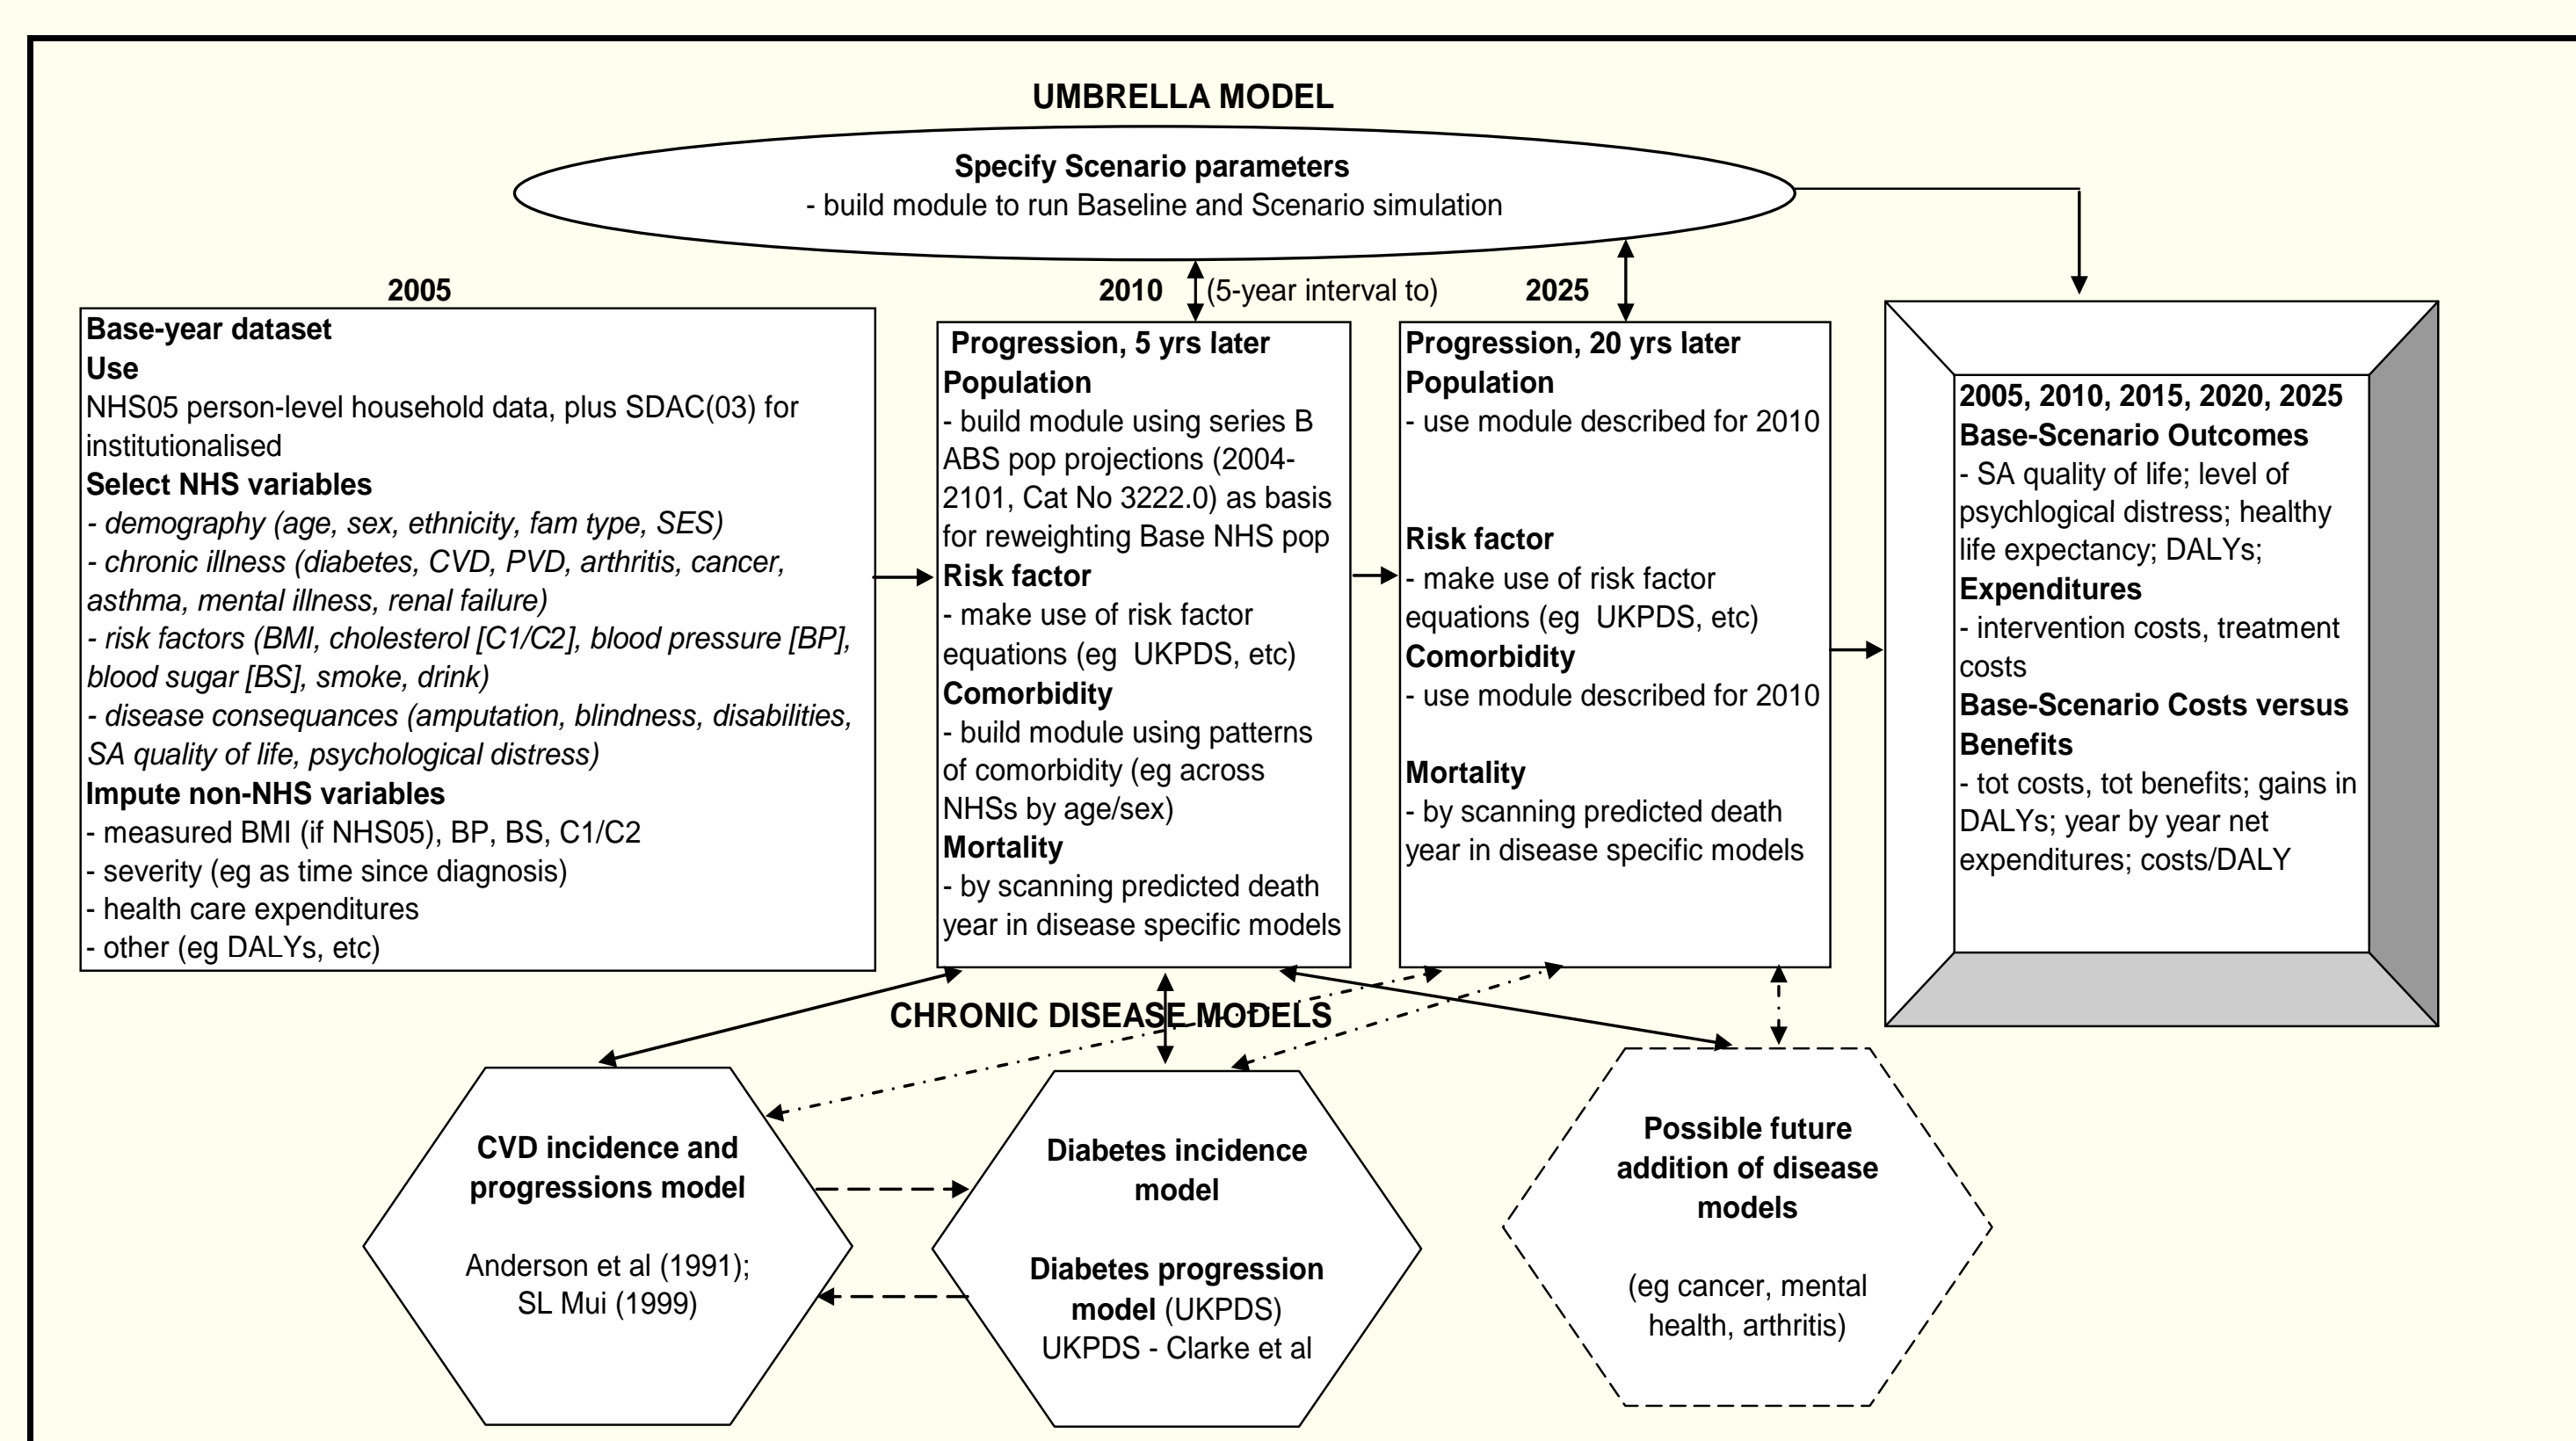 UMBRELLA MODEL
Specify Scenario parameters
- build module to run Baseline and Scenario simulation
2005
Base-year dataset
Use
NHS05 person-level household data, plus SDAC(03) for
institutionalised
Select NHS variables
- demography (age, sex, ethnicity, fam type, SES)
- chronic illness (diabetes, CVD, PVD, arthritis, cancer,
asthma, mental illness, renal failure)
- risk factors (BMI, cholesterol [C1/C2], blood pressure [BP],
blood sugar [BS], smoke, drink)
- disease consequances (amputation, blindness, disabilities,
SA quality of life, psychological distress)
Impute non-NHS variables
- measured BMI (if NHS05), BP, BS, C1/C2
- severity (eg as time since diagnosis)
- health care expenditures
- other (eg DALYs, etc)
2010 (5-year interval to)
Progression, 5 yrs later
Population
- build module using series B
ABS pop projections (2004-
2101, Cat No 3222.0) as basis
for reweighting Base NHS pop
Risk factor
- make use of risk factor
equations (eg UKPDS, etc)
Comorbidity
- build module using patterns
of comorbidity (eg across
NHSs by age/sex)
Mortality
- by scanning predicted death
year in disease specific models
2025
Progression, 20 yrs later
Population
- use module described for 2010
Risk factor
- make use of risk factor
equations (eg UKPDS, etc)
Comorbidity
- use module described for 2010
Mortality
- by scanning predicted death
year in disease specific models
2005, 2010, 2015, 2020, 2025
Base-Scenario Outcomes
- SA quality of life; level of
psychlogical distress; healthy
life expectancy; DALYs;
Expenditures
- intervention costs, treatment
costs
Base-Scenario Costs versus
Benefits
- tot costs, tot benefits; gains in
DALYs; year by year net
expenditures; costs/DALY
CHRONIC DISEASE MODELS
CVD incidence and
progressions model
Anderson et al (1991);
SL Mui (1999)
Diabetes incidence
model
Diabetes progression
model (UKPDS)
UKPDS - Clarke et al
Possible future
addition of disease
models
(eg cancer, mental
health, arthritis)